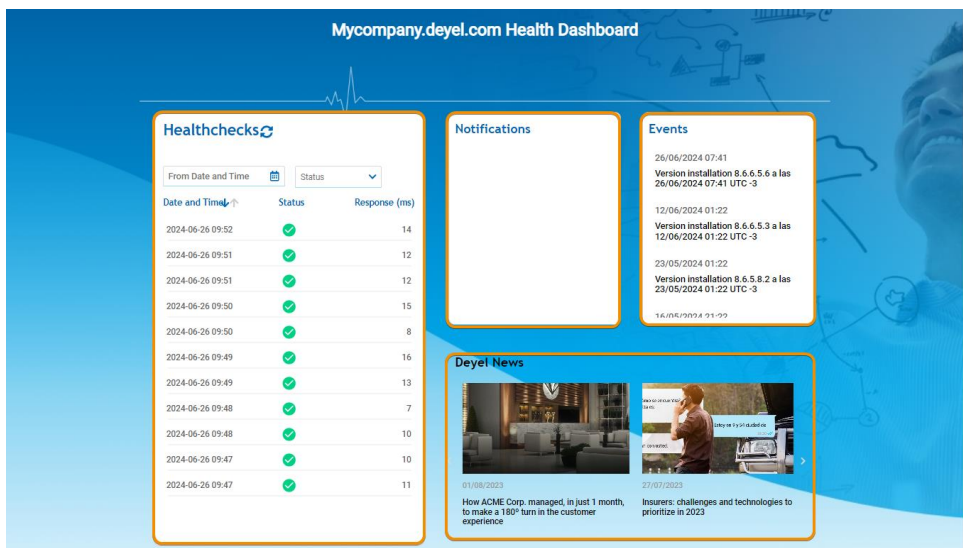 Mycompany.deyel.com Health Dashboard
Healthchecks
From Date and Time
Status
Date and Time
Status
Response (ms)
2024-06-26 09:52
14
2024-06-26 09:51
12
2024-06-26 09:51
12
2024-06-26 09:50
15
2024-06-26 09:50
8
2024-06-26 09:49
16
2024-06-26 09:49
13
2024-06-26 09:48
7
2024-06-26 09:48
10
2024-06-26 09:47
10
2024-06-26 09:47
11
Notifications
Events
26/06/2024 07:41
Version installation 8.6.6.5.6 a las
26/06/2024 07:41 UTC -3
12/06/2024 01:22
Version installation 8.6.6.5.3 a las
12/06/2024 01:22 UTC -3
23/05/2024 01:22
Version installation 8.6.5.8.2 a las
23/05/2024 01:22 UTC -3
16/05/2024 21:22
Deyel News
01/08/2023
How ACME Corp. managed, in just 1 month,
to make a 180º turn in the customer
experience
27/07/2023
Insurers: challenges and technologies to
prioritize in 2023